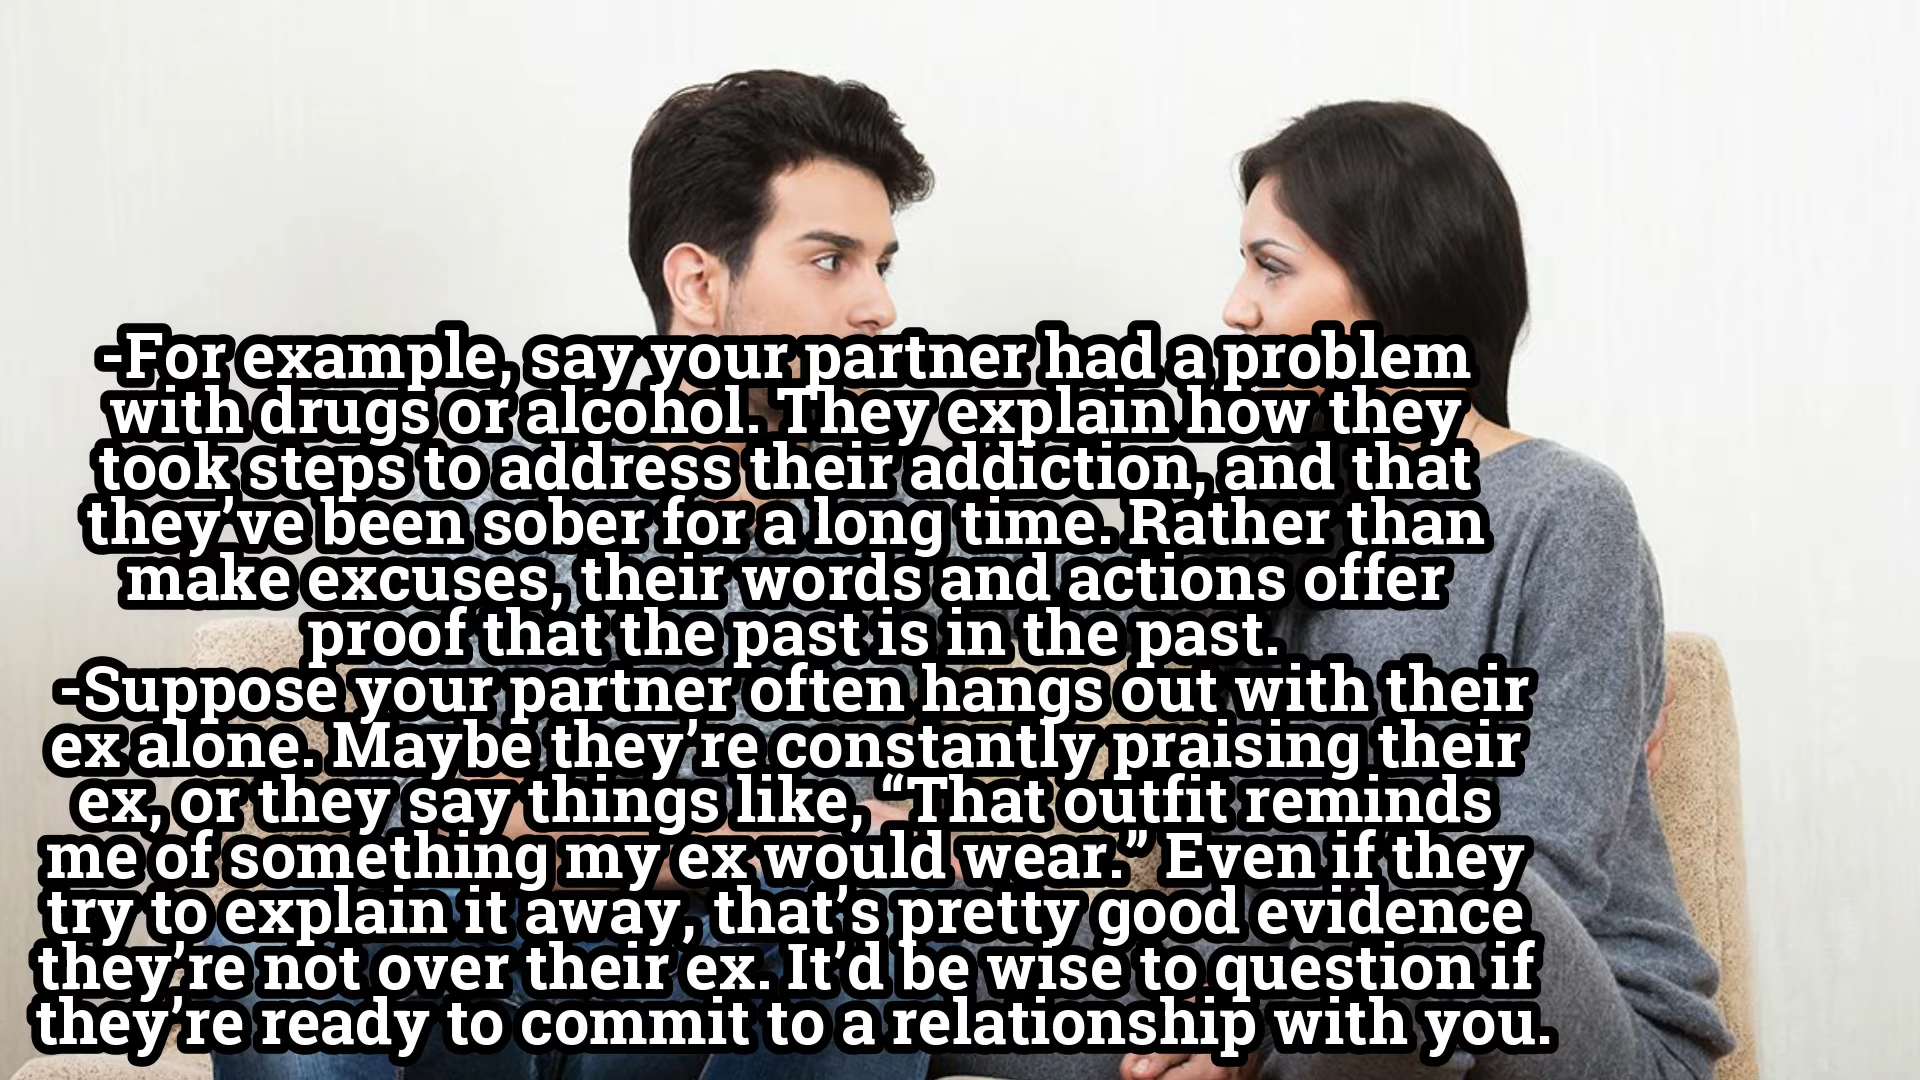 -For example, say your partner had a problem
with drugs or alcohol. They explain how they
took steps to address their addiction, and that
they’ve been sober for a long time. Rather than
make excuses, their words and actions offer
proof that the past is in the past.
-Suppose your partner often hangs out with their
ex alone. Maybe they’re constantly praising their
ex, or they say things like, “That outfit reminds
me of something my ex would wear.” Even if they
try to explain it away, that’s pretty good evidence
they’re not over their ex. It’d be wise to question if
they’re ready to commit to a relationship with you.